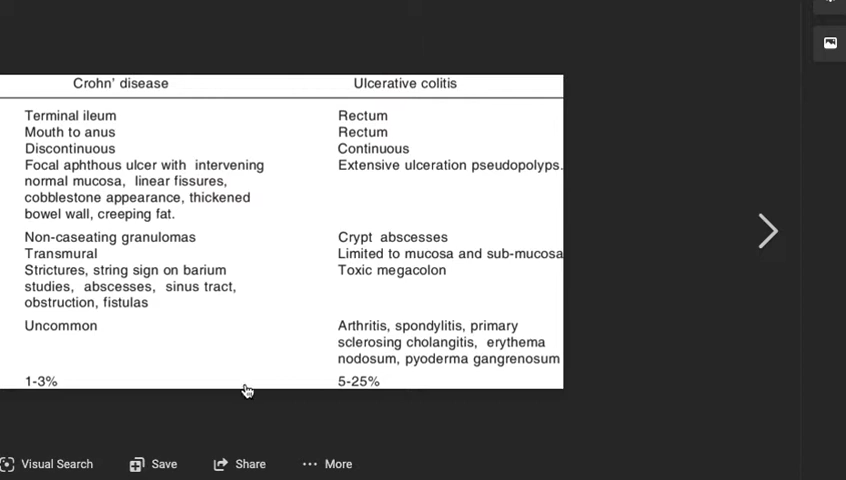 Crohn' disease Ulcerative colitis
Terminal ileum Rectum
Mouth to anus Rectum
Discontinuous Continuous
Focal aphthous ulcer with intervening Extensive ulceration pseudopolyps.
normal mucosa, linear fissures,
cobblestone appearance, thickened
bowel wall, creeping fat.
Non-caseating granulomas Crypt abscesses
Transmural Limited to mucosa and sub-mucosa
Strictures, string sign on barium Toxic megacolon
studies, abscesses, sinus tract,
obstruction, fistulas
Uncommon Arthritis, spondylitis, primary
sclerosing cholangitis, erythema
nodosum, pyoderma gangrenosum
1-3% 5-25%
Visual Search Save Share More